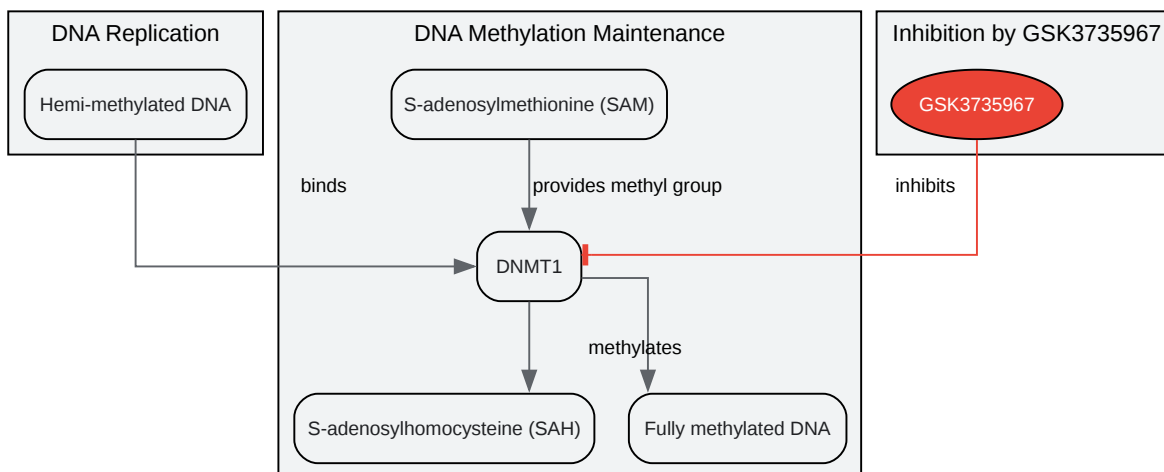 DNA Replication
DNA Methylation Maintenance
Inhibition by GSK3735967
Hemi-methylated DNA
S-adenosylmethionine (SAM)
GSK3735967
binds
provides methyl group
inhibits
DNMT1
methylates
S-adenosylhomocysteine (SAH)
Fully methylated DNA